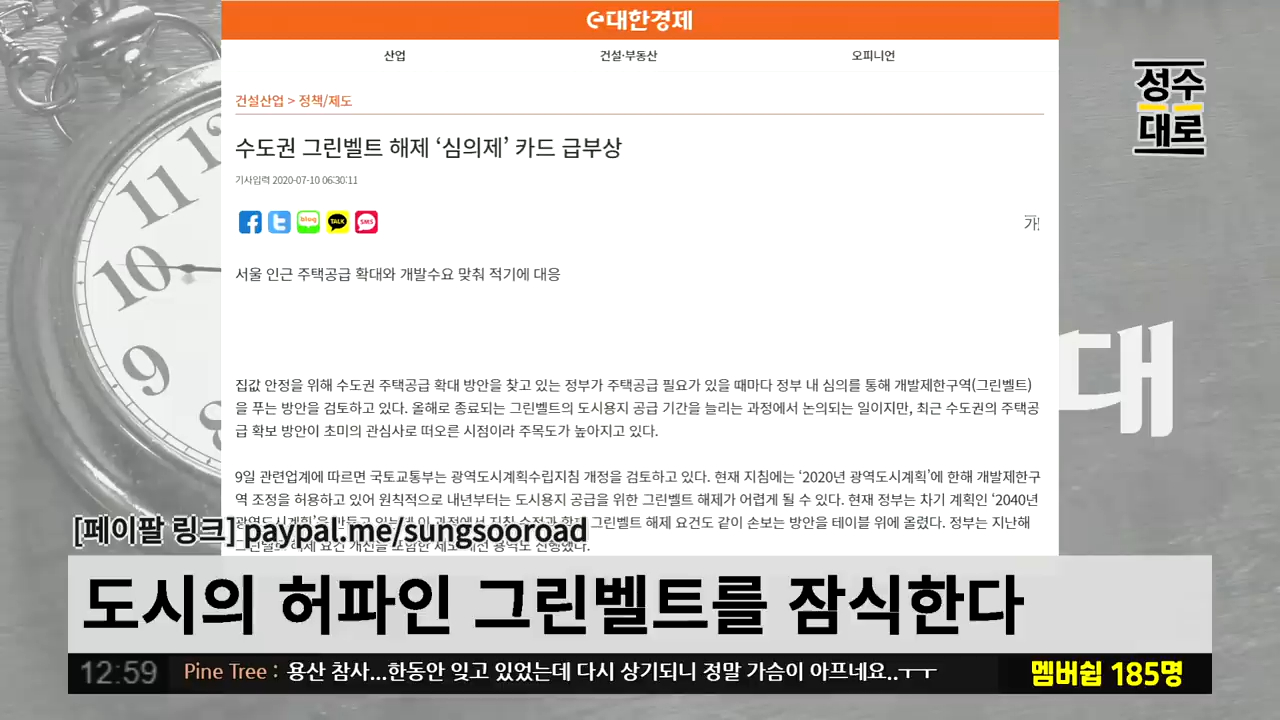 e대한경제
산업 건설·부동산 오피니언
성수
대로
건설산업 > 정책/제도
수도권 그린벨트 해제 ‘심의제’ 카드 급부상
기사입력 2020-07-10 06:30:11
blog TALK SMS
가
서울 인근 주택공급 확대와 개발수요 맞춰 적기에 대응
12
11
10
9
대
집값 안정을 위해 수도권 주택공급 확대 방안을 찾고 있는 정부가 주택공급 필요가 있을 때마다 정부 내 심의를 통해 개발제한구역(그린벨트)
을 푸는 방안을 검토하고 있다. 올해로 종료되는 그린벨트의 도시용지 공급 기간을 늘리는 과정에서 논의되는 일이지만, 최근 수도권의 주택공
급 확보 방안이 초미의 관심사로 떠오른 시점이라 주목도가 높아지고 있다.
9일 관련업계에 따르면 국토교통부는 광역도시계획수립지침 개정을 검토하고 있다. 현재 지침에는 ‘2020년 광역도시계획’에 한해 개발제한구
역 조정을 허용하고 있어 원칙적으로 내년부터는 도시용지 공급을 위한 그린벨트 해제가 어렵게 될 수 있다. 현재 정부는 차기 계획인 ‘2040년
그린벨트 해제 요건도 같이 손보는 방안을 테이블 위에 올렸다. 정부는 지난해
[페이팔 링크] paypal.me/sungsooroad
도시의 허파인 그린벨트를 잠식한다
12:59 Pine Tree : 용산 참사...한동안 잊고 있었는데 다시 상기되니 정말 가슴이 아프네요..ㅜㅜ 멤버쉽 185명